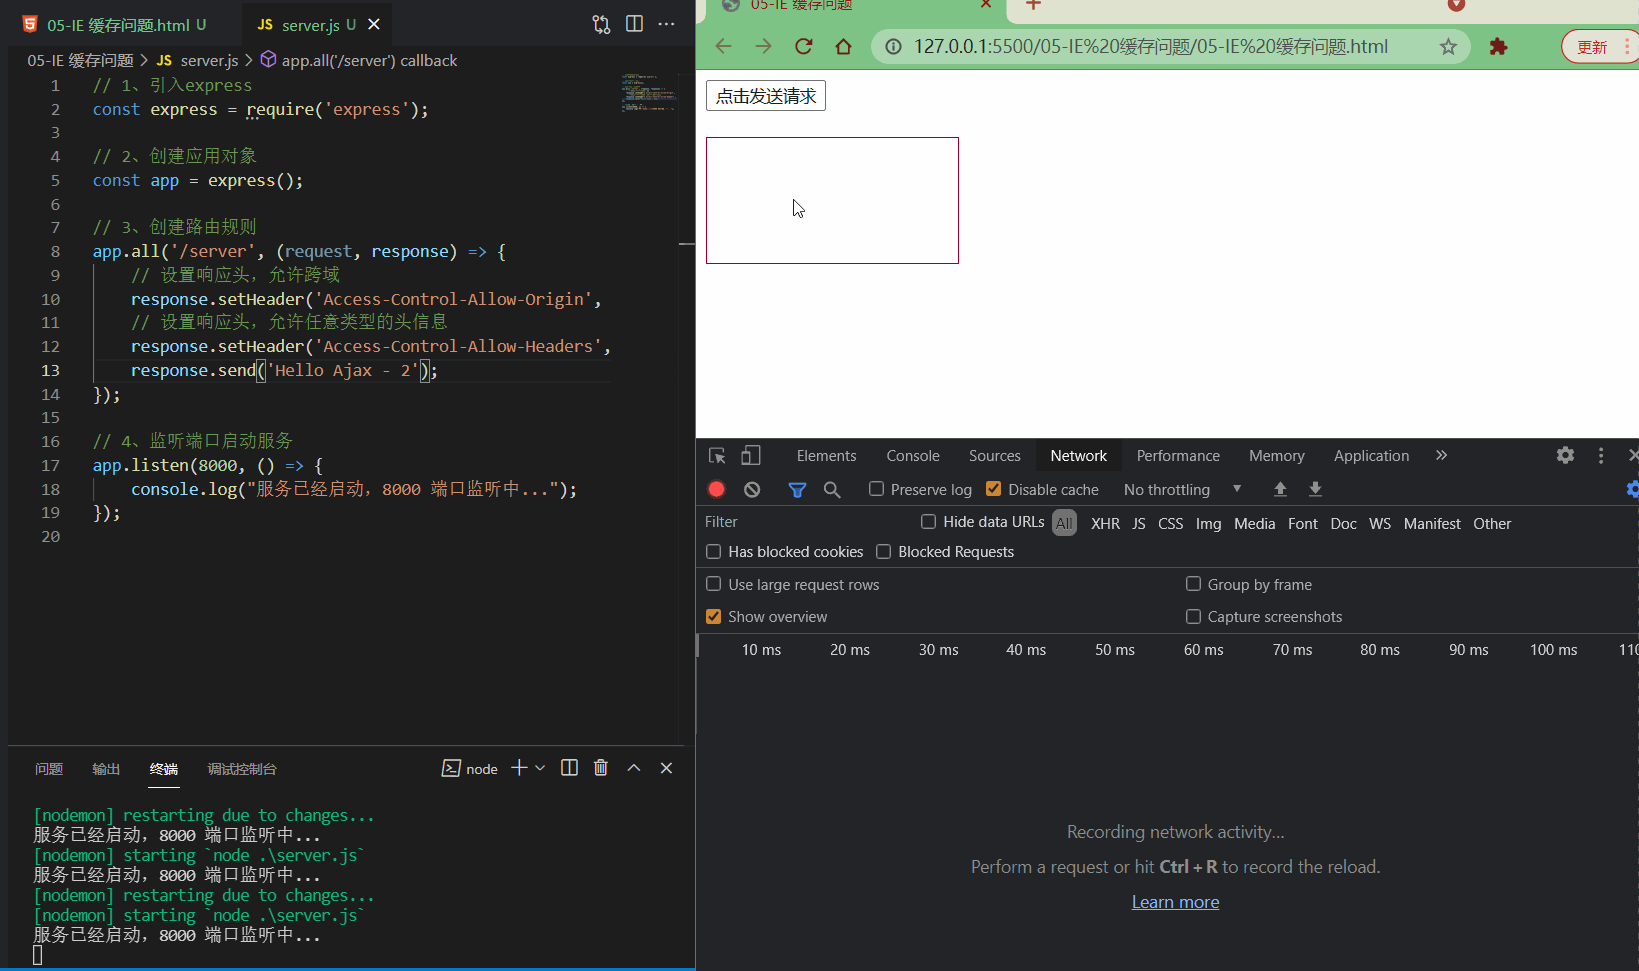 05-IE 缓存问题.html U
JS server.js U
05-IE 缓存问题 > JS server.js > app.all('/server') callback
1 // 1、引入express
2 const express = require('express');
3
4 // 2、创建应用对象
5 const app = express();
6
7 // 3、创建路由规则
8 app.all('/server', (request, response) => {
9 // 设置响应头，允许跨域
10 response.setHeader('Access-Control-Allow-Origin',
11 // 设置响应头，允许任意类型的头信息
12 response.setHeader('Access-Control-Allow-Headers',
13 response.send('Hello Ajax - 2');
14 });
15
16 // 4、监听端口启动服务
17 app.listen(8000, () => {
18 console.log("服务已经启动，8000 端口监听中...");
19 });
20
问题 输出 终端 调试控制台 node
[nodemon] restarting due to changes...
服务已经启动，8000 端口监听中...
[nodemon] starting `node .\server.js`
服务已经启动，8000 端口监听中...
[nodemon] restarting due to changes...
[nodemon] starting `node .\server.js`
服务已经启动，8000 端口监听中...
05-IE 缓存问题
127.0.0.1:5500/05-IE%20缓存问题/05-IE%20缓存问题.html
更新
点击发送请求
Elements Console Sources Network Performance Memory Application
Preserve log Disable cache No throttling
Filter Hide data URLs All XHR JS CSS Img Media Font Doc WS Manifest Other
Has blocked cookies Blocked Requests
Use large request rows Group by frame
Show overview Capture screenshots
10 ms 20 ms 30 ms 40 ms 50 ms 60 ms 70 ms 80 ms 90 ms 100 ms 110
Recording network activity...
Perform a request or hit Ctrl + R to record the reload.
Learn more